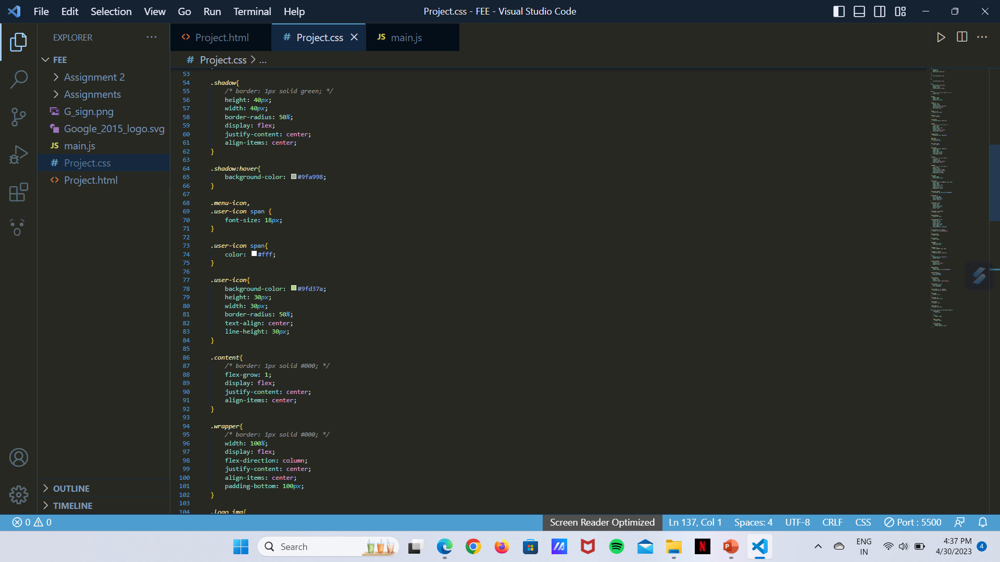 File Edit Selection View Go Run Terminal Help
Project.css - FEE - Visual Studio Code
EXPLORER
FEE
Assignment 2
Assignments
G_sign.png
Google_2015_logo.svg
JS main.js
# Project.css
<> Project.html
OUTLINE
TIMELINE
<> Project.html
# Project.css
JS main.js
# Project.css > ...
53
54 .shadow{
55 /* border: 1px solid green; */
56 height: 40px;
57 width: 40px;
58 border-radius: 50%;
59 display: flex;
60 justify-content: center;
61 align-items: center;
62 }
63
64 .shadow:hover{
65 background-color: #9fa998;
66 }
67
68 .menu-icon,
69 .user-icon span {
70 font-size: 18px;
71 }
72
73 .user-icon span{
74 color: #fff;
75 }
76
77 .user-icon{
78 background-color: #9fd37a;
79 height: 30px;
80 width: 30px;
81 border-radius: 50%;
82 text-align: center;
83 line-height: 30px;
84 }
85
86 .content{
87 /* border: 1px solid #000; */
88 flex-grow: 1;
89 display: flex;
90 justify-content: center;
91 align-items: center;
92 }
93
94 .wrapper{
95 /* border: 1px solid #000; */
96 width: 100%;
97 display: flex;
98 flex-direction: column;
99 justify-content: center;
100 align-items: center;
101 padding-bottom: 100px;
102 }
103
104 .logo img{
0 0
Screen Reader Optimized
Ln 137, Col 1
Spaces: 4
UTF-8
CRLF
CSS
Port : 5500
Search
ENG
IN
4:37 PM
4/30/2023
4